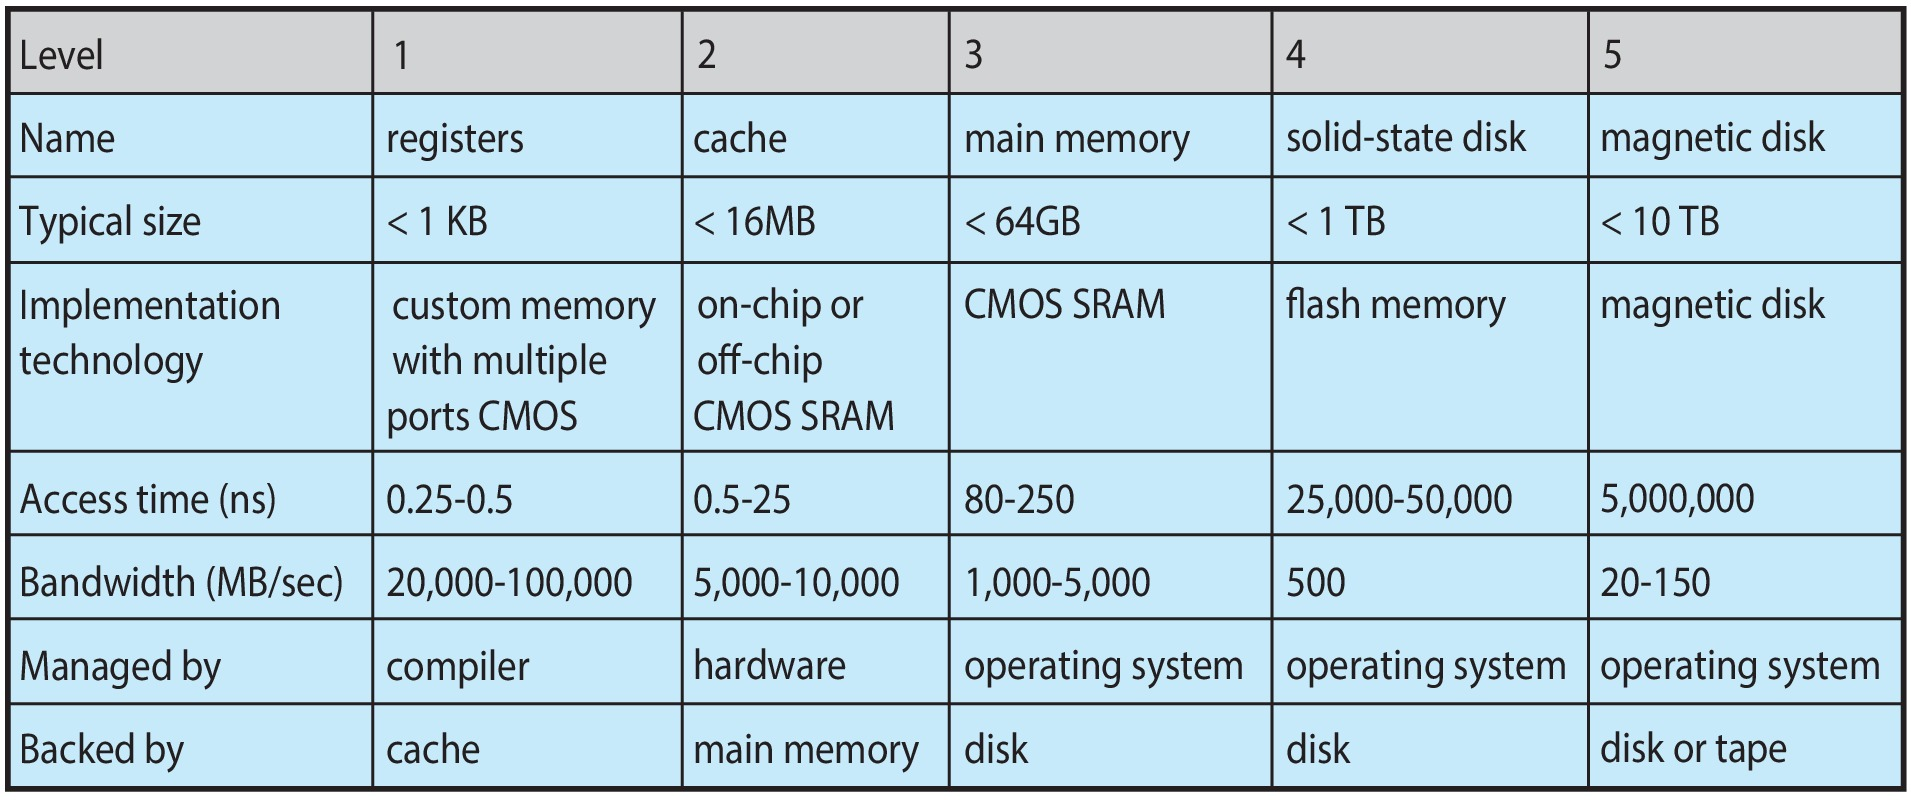 Level 1 2 3 4 5
Name registers cache main memory solid-state disk magnetic disk
Typical size < 1 KB < 16MB < 64GB < 1 TB < 10 TB
Implementation custom memory on-chip or CMOS SRAM flash memory magnetic disk
technology with multiple off-chip
ports CMOS CMOS SRAM
Access time (ns) 0.25-0.5 0.5-25 80-250 25,000-50,000 5,000,000
Bandwidth (MB/sec) 20,000-100,000 5,000-10,000 1,000-5,000 500 20-150
Managed by compiler hardware operating system operating system operating system
Backed by cache main memory disk disk disk or tape